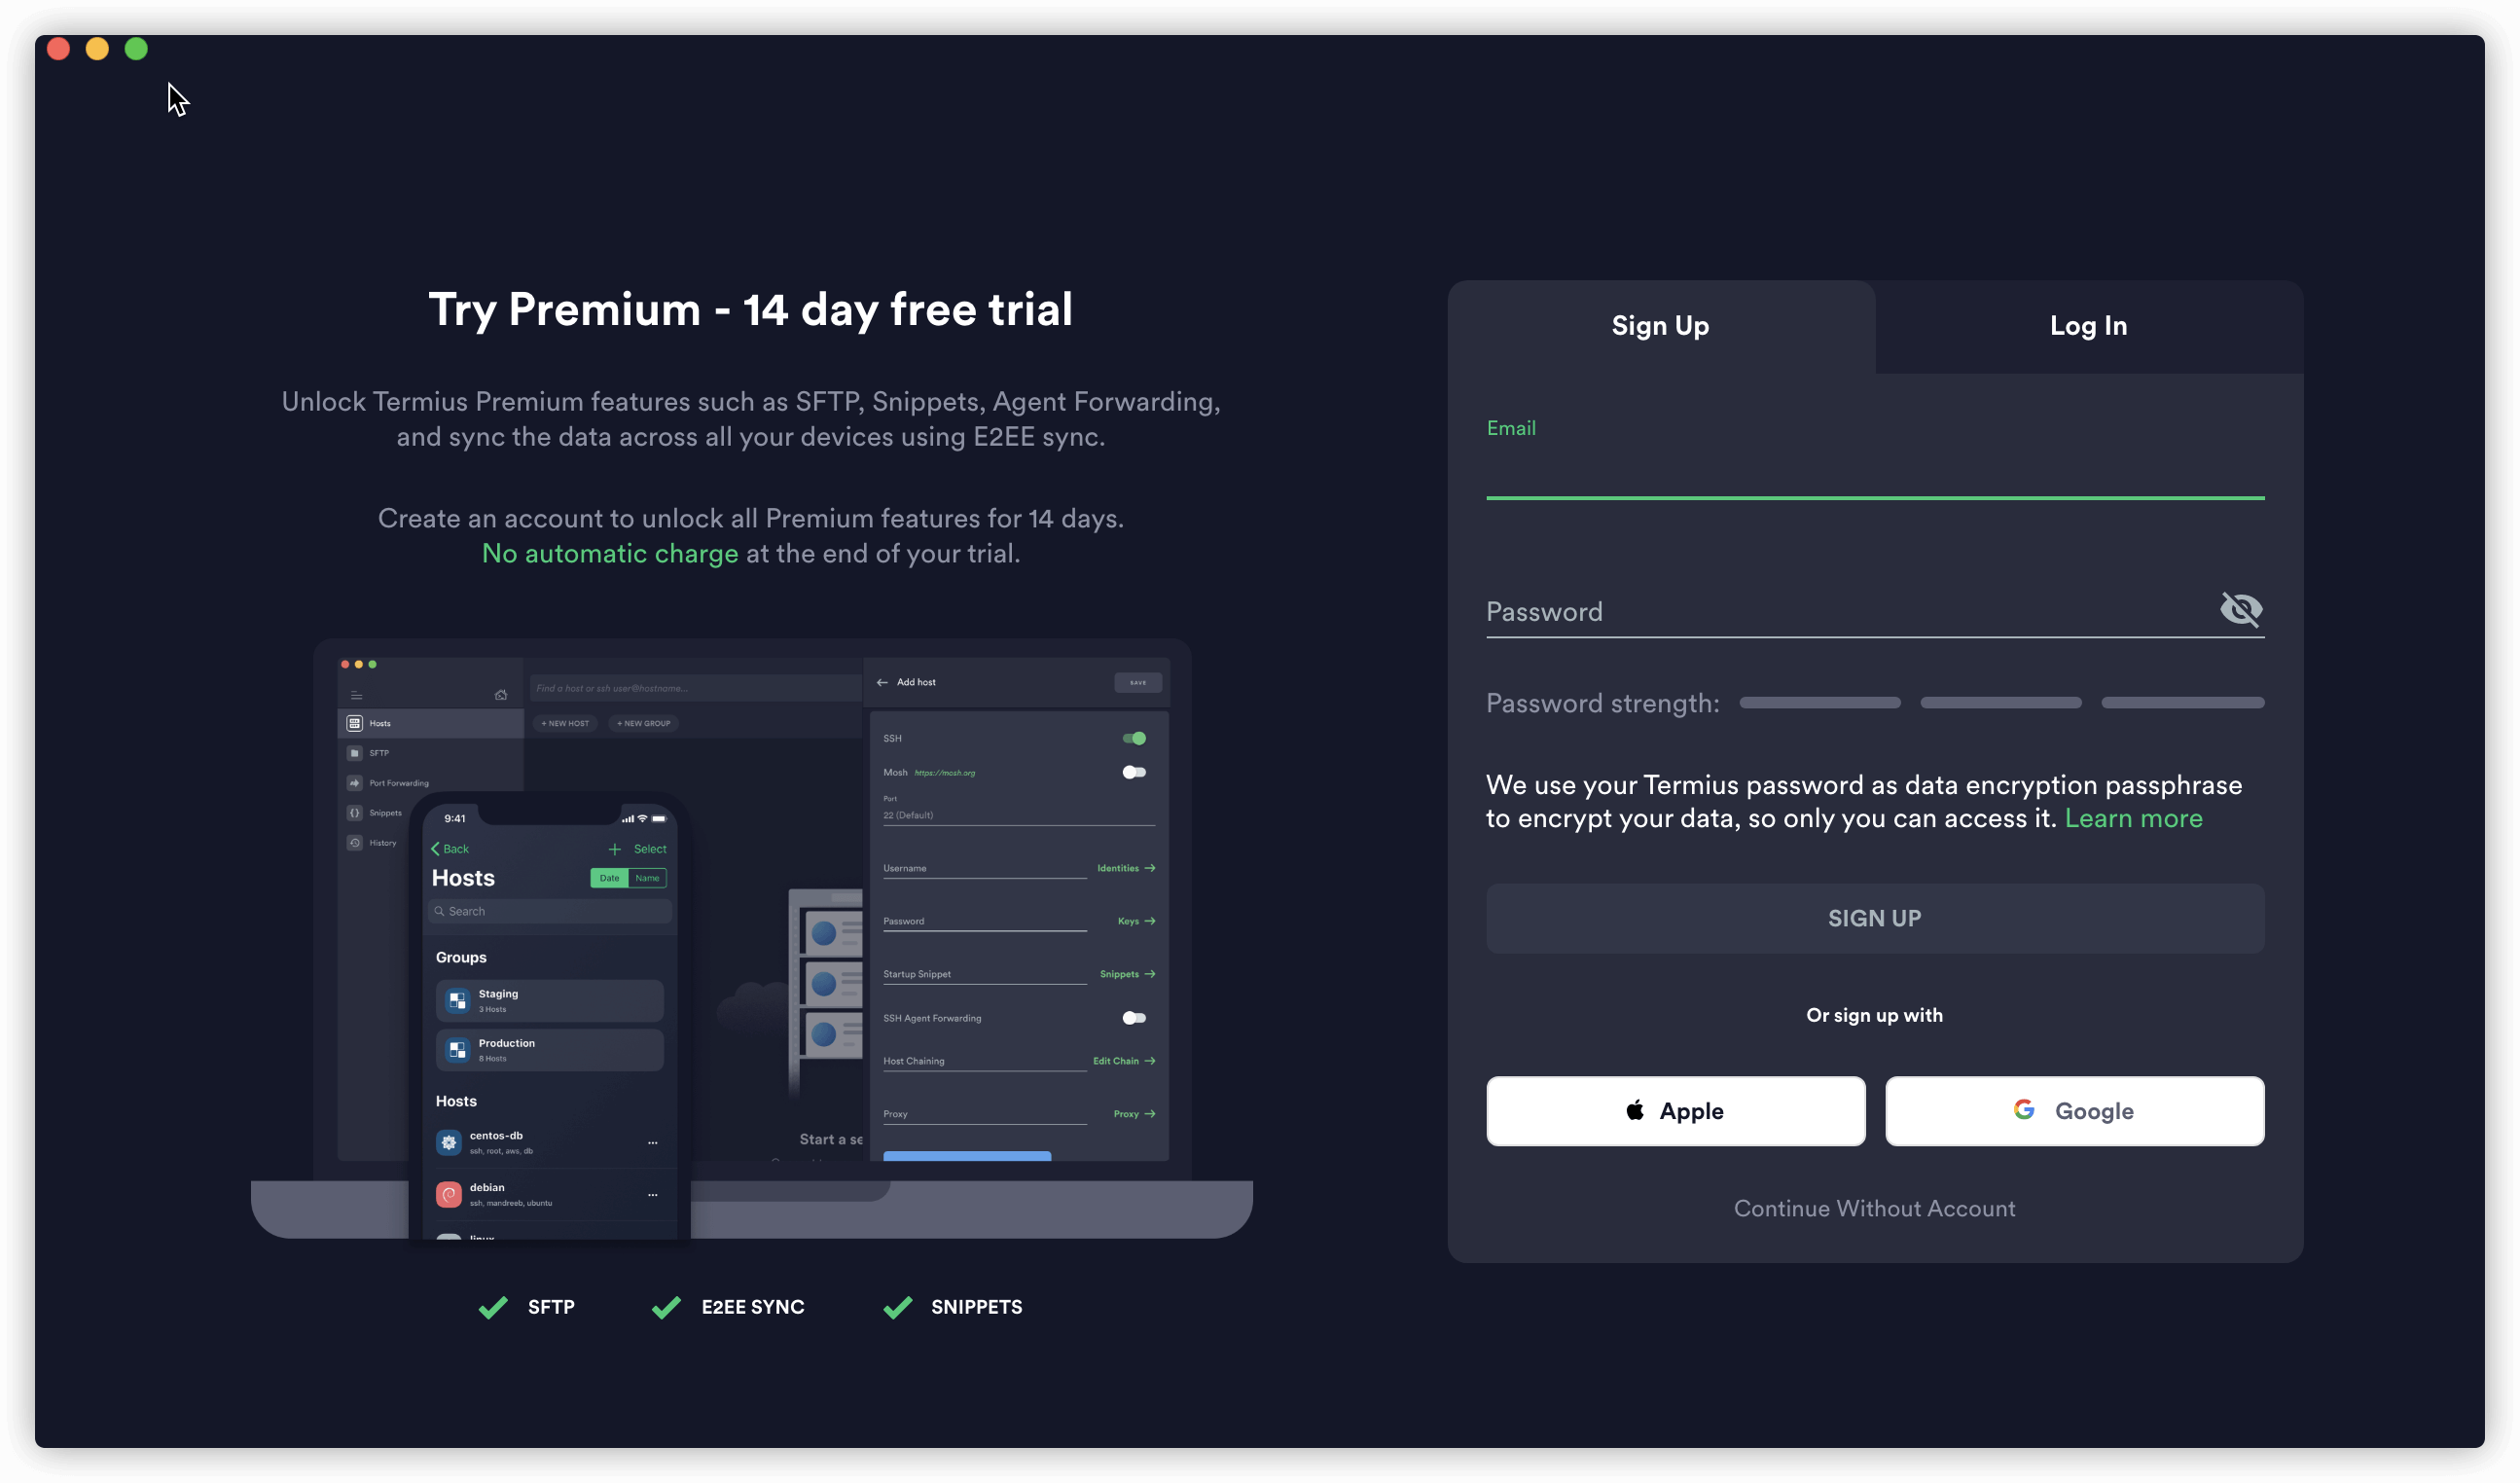 Try Premium - 14 day free trial
Unlock Termius Premium features such as SFTP, Snippets, Agent Forwarding,
and sync the data across all your devices using E2EE sync.
Create an account to unlock all Premium features for 14 days.
No automatic charge at the end of your trial.
Find a host or ssh user@hostname...
+ NEW HOST
+ NEW GROUP
Hosts
SFTP
Port Forwarding
Snippets
History
Add host
SAVE
SSH
Mosh https://mosh.org
Port
22 (Default)
Username
Identities
Password
Keys
Startup Snippet
Snippets
SSH Agent Forwarding
Host Chaining
Edit Chain
Proxy
Proxy
Start a se
9:41
Back
Select
Hosts
Date
Name
Search
Groups
Staging
3 Hosts
Production
8 Hosts
Hosts
centos-db
ssh, root, aws, db
debian
ssh, mandreeb, ubuntu
linux
SFTP
E2EE SYNC
SNIPPETS
Sign Up
Log In
Email
Password
Password strength:
We use your Termius password as data encryption passphrase
to encrypt your data, so only you can access it. Learn more
SIGN UP
Or sign up with
Apple
Google
Continue Without Account